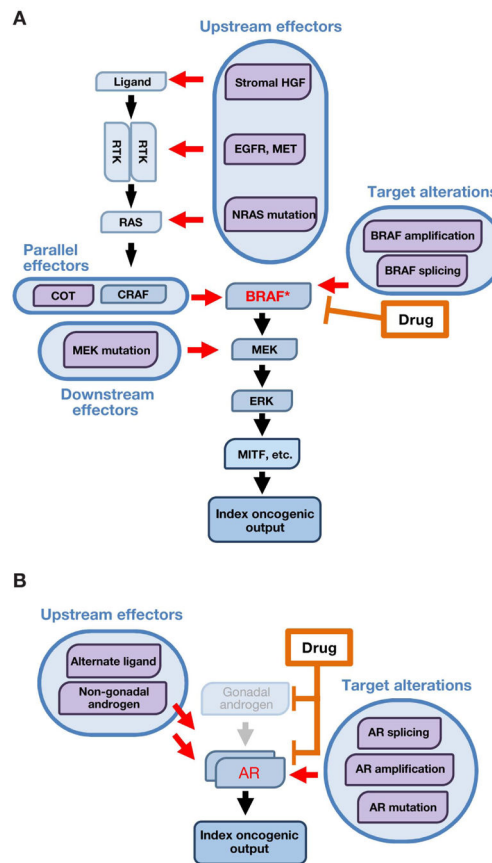 A
Upstream effectors
Ligand
Stromal HGF
RTK
RTK
EGFR, MET
RAS
NRAS mutation
Target alterations
BRAF amplification
BRAF splicing
Parallel
effectors
COT
CRAF
BRAF*
Drug
MEK mutation
MEK
Downstream
effectors
ERK
MITF, etc.
Index oncogenic
output
B
Upstream effectors
Drug
Alternate ligand
Non-gonadal
androgen
Gonadal
androgen
Target alterations
AR splicing
AR
AR amplification
AR mutation
Index oncogenic
output